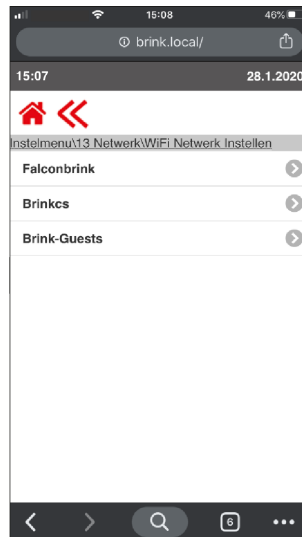 15:08
46%
brink.local/
15:07 28.1.2020
Instelmenu\13 Netwerk\WiFi Netwerk Instellen
Falconbrink
Brinkcs
Brink-Guests
6